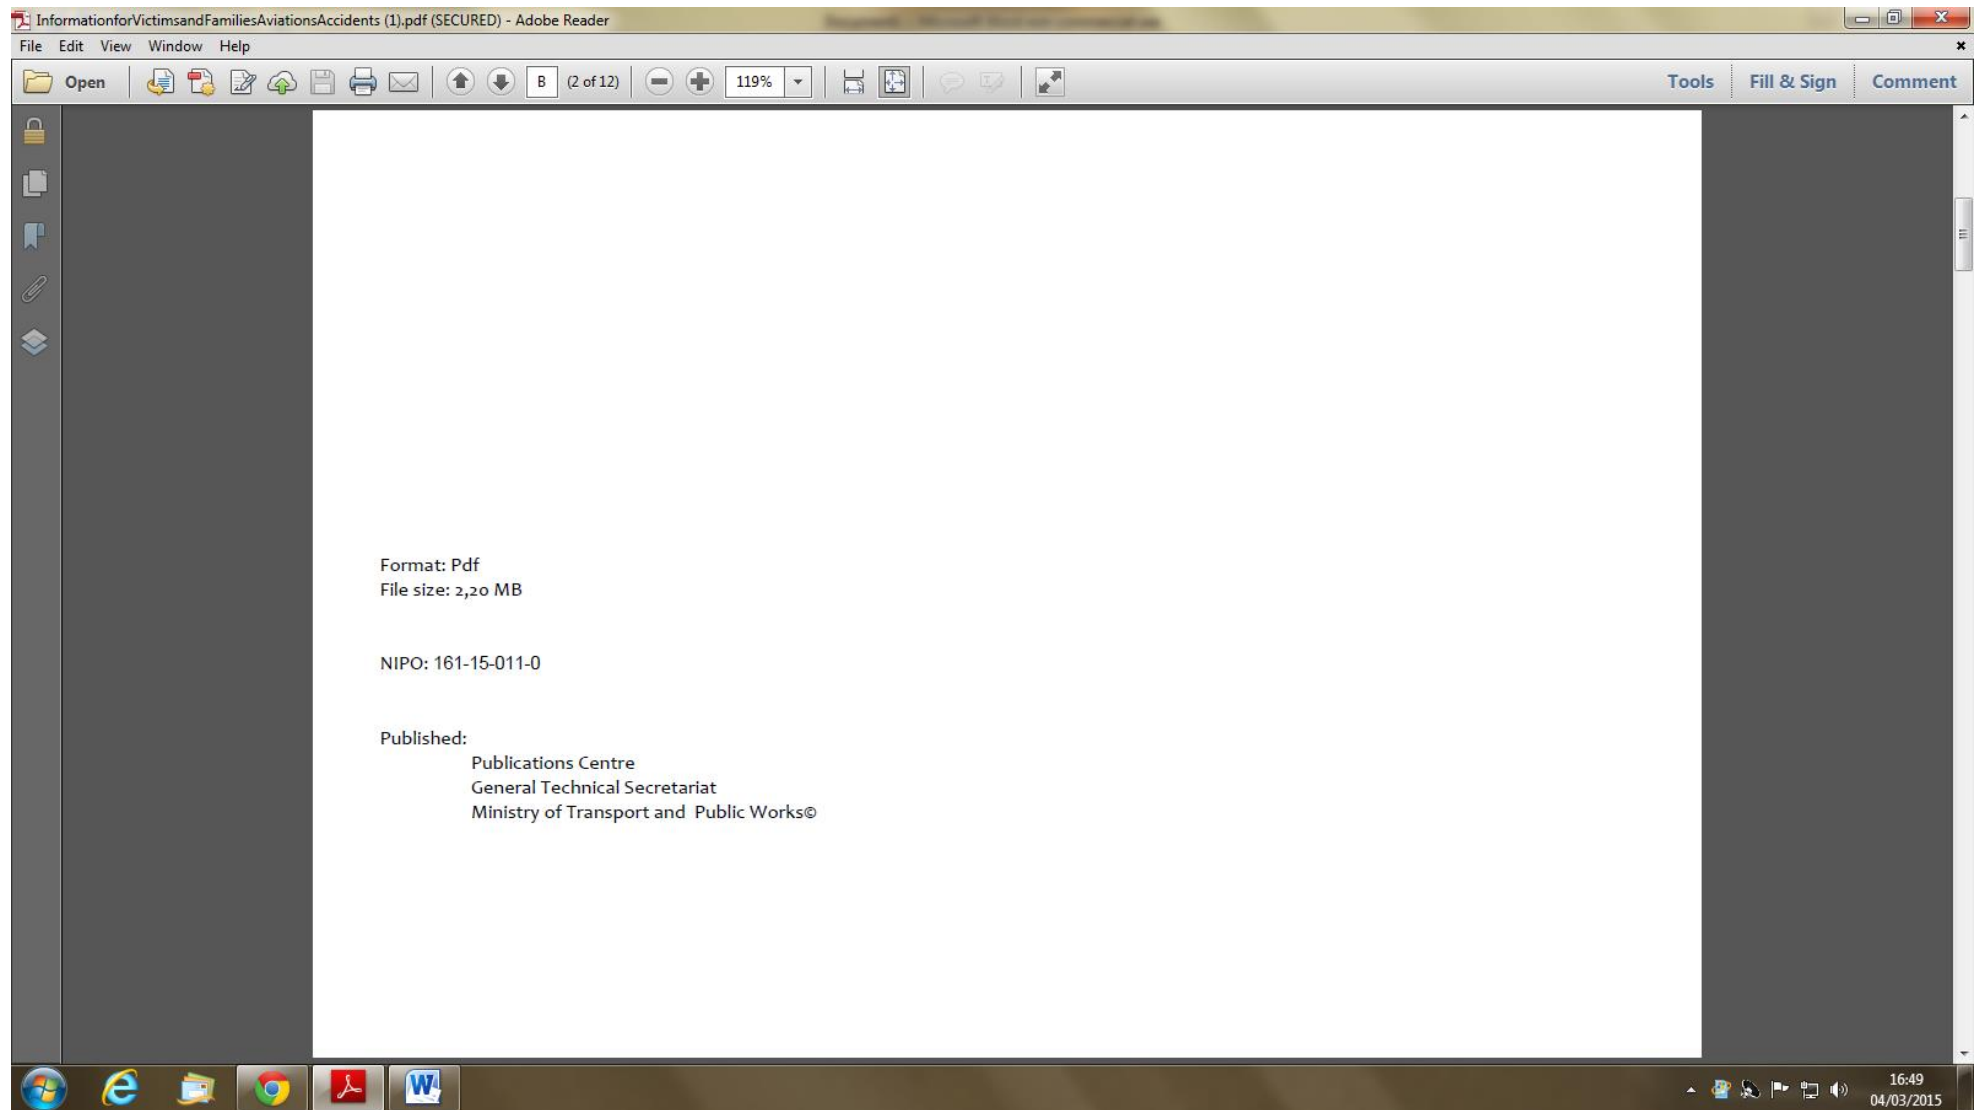 InformationforVictimsandFamiliesAviationsAccidents (1).pdf (SECURED) - Adobe Reader
File Edit View Window Help
Open B (2 of 12) 119% Tools Fill & Sign Comment
Format: Pdf
File size: 2,20 MB
NIPO: 161-15-011-0
Published:
Publications Centre
General Technical Secretariat
Ministry of Transport and Public Works©
16:49
04/03/2015